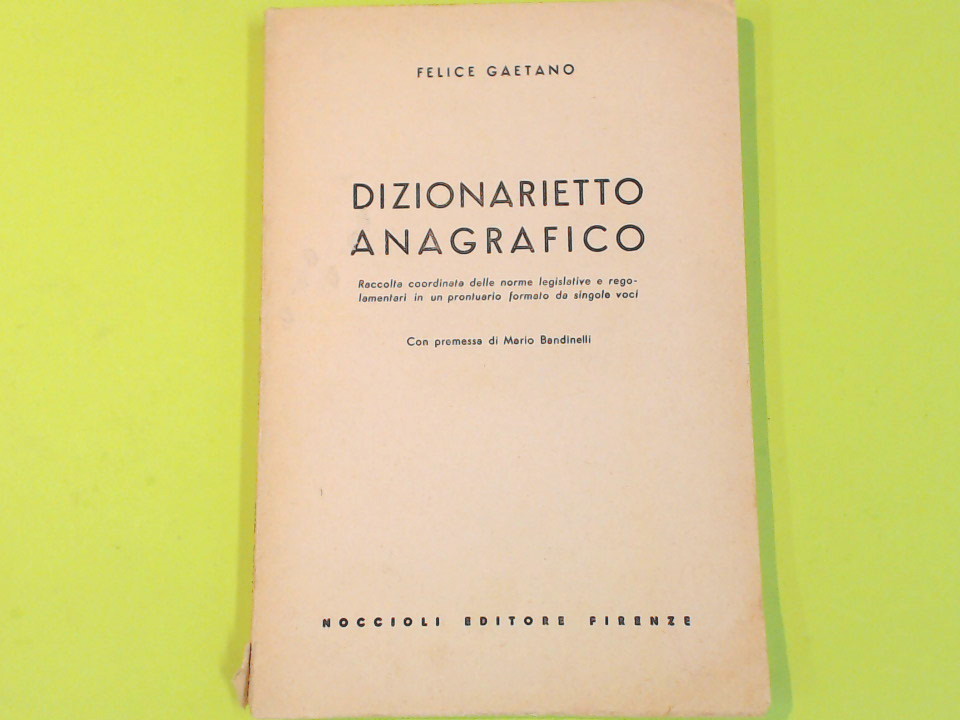 FELICE GAETANO
DIZIONARIETTO
ANAGRAFICO
Raccolta coordinata delle norme legislative e rego-
lamentari in un prontuario formato da singole voci
Con premessa di Mario Bandinelli
NOCCIOLI EDITORE FIRENZE